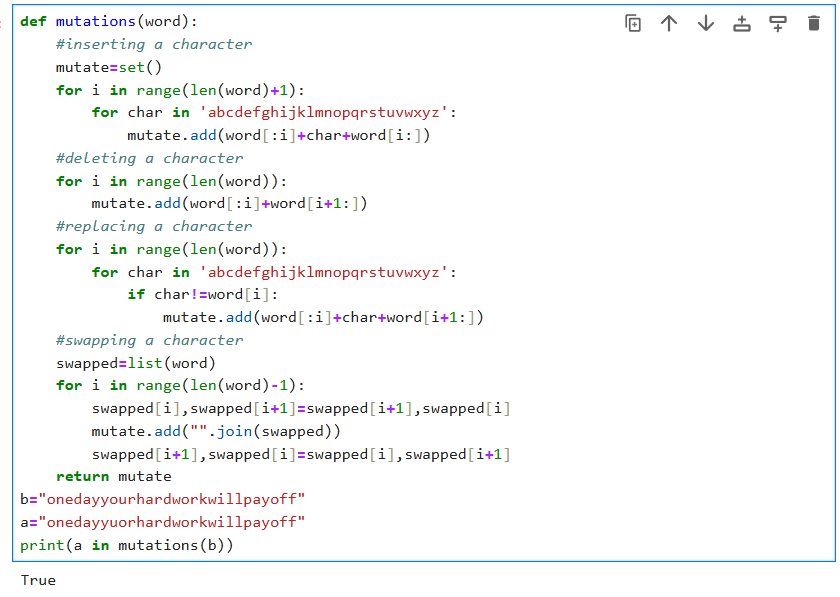 def mutations(word):
    #inserting a character
    mutate=set()
    for i in range(len(word)+1):
        for char in 'abcdefghijklmnopqrstuvwxyz':
            mutate.add(word[:i]+char+word[i:])
    #deleting a character
    for i in range(len(word)):
        mutate.add(word[:i]+word[i+1:])
    #replacing a character
    for i in range(len(word)):
        for char in 'abcdefghijklmnopqrstuvwxyz':
            if char!=word[i]:
                mutate.add(word[:i]+char+word[i+1:])
    #swapping a character
    swapped=list(word)
    for i in range(len(word)-1):
        swapped[i],swapped[i+1]=swapped[i+1],swapped[i]
        mutate.add("".join(swapped))
        swapped[i+1],swapped[i]=swapped[i],swapped[i+1]
    return mutate
b="onedayyourhardworkwillpayoff"
a="onedayyuorhardworkwillpayoff"
print(a in mutations(b))
True